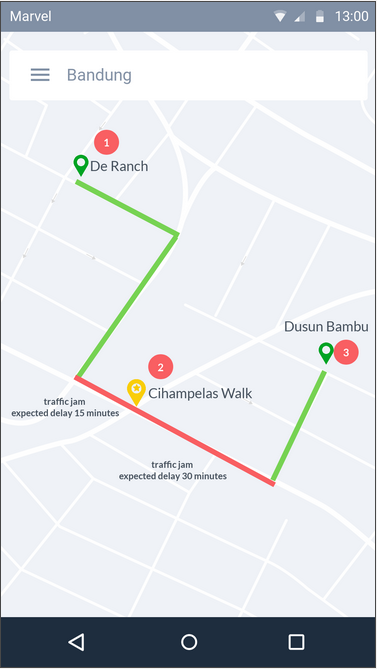 Marvel
13:00
Bandung
1
De Ranch
Dusun Bambu
3
2
Cihampelas Walk
traffic jam
expected delay 15 minutes
traffic jam
expected delay 30 minutes